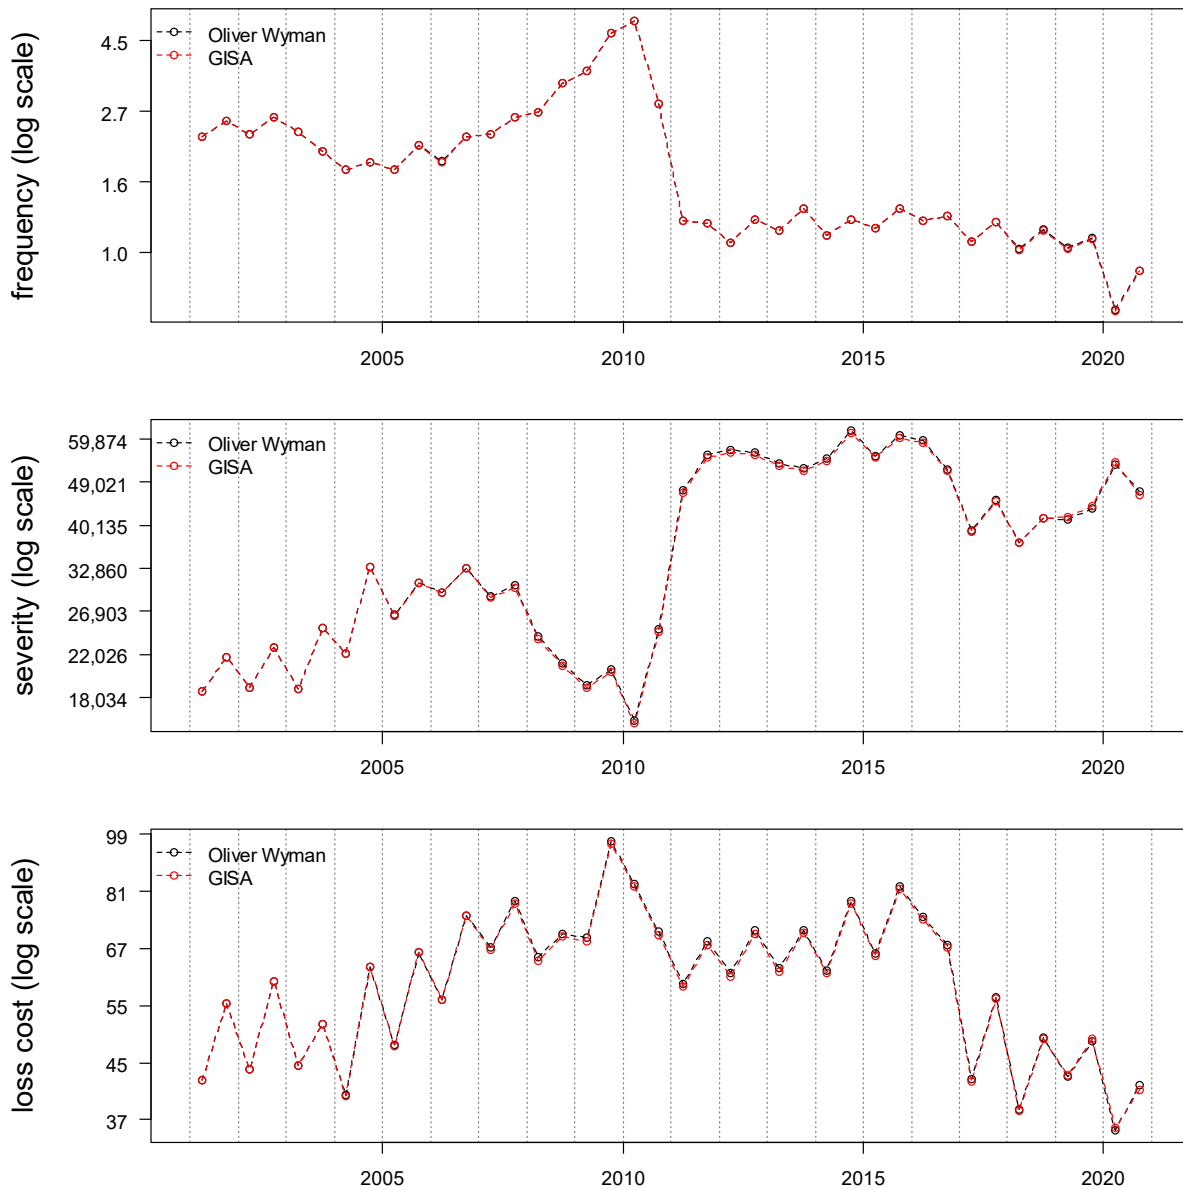 frequency (log scale)
4.5
2.7
1.6
1.0
Oliver Wyman
GISA
2005 2010 2015 2020
severity (log scale)
59,874
49,021
40,135
32,860
26,903
22,026
18,034
Oliver Wyman
GISA
2005 2010 2015 2020
loss cost (log scale)
99
81
67
55
45
37
Oliver Wyman
GISA
2005 2010 2015 2020